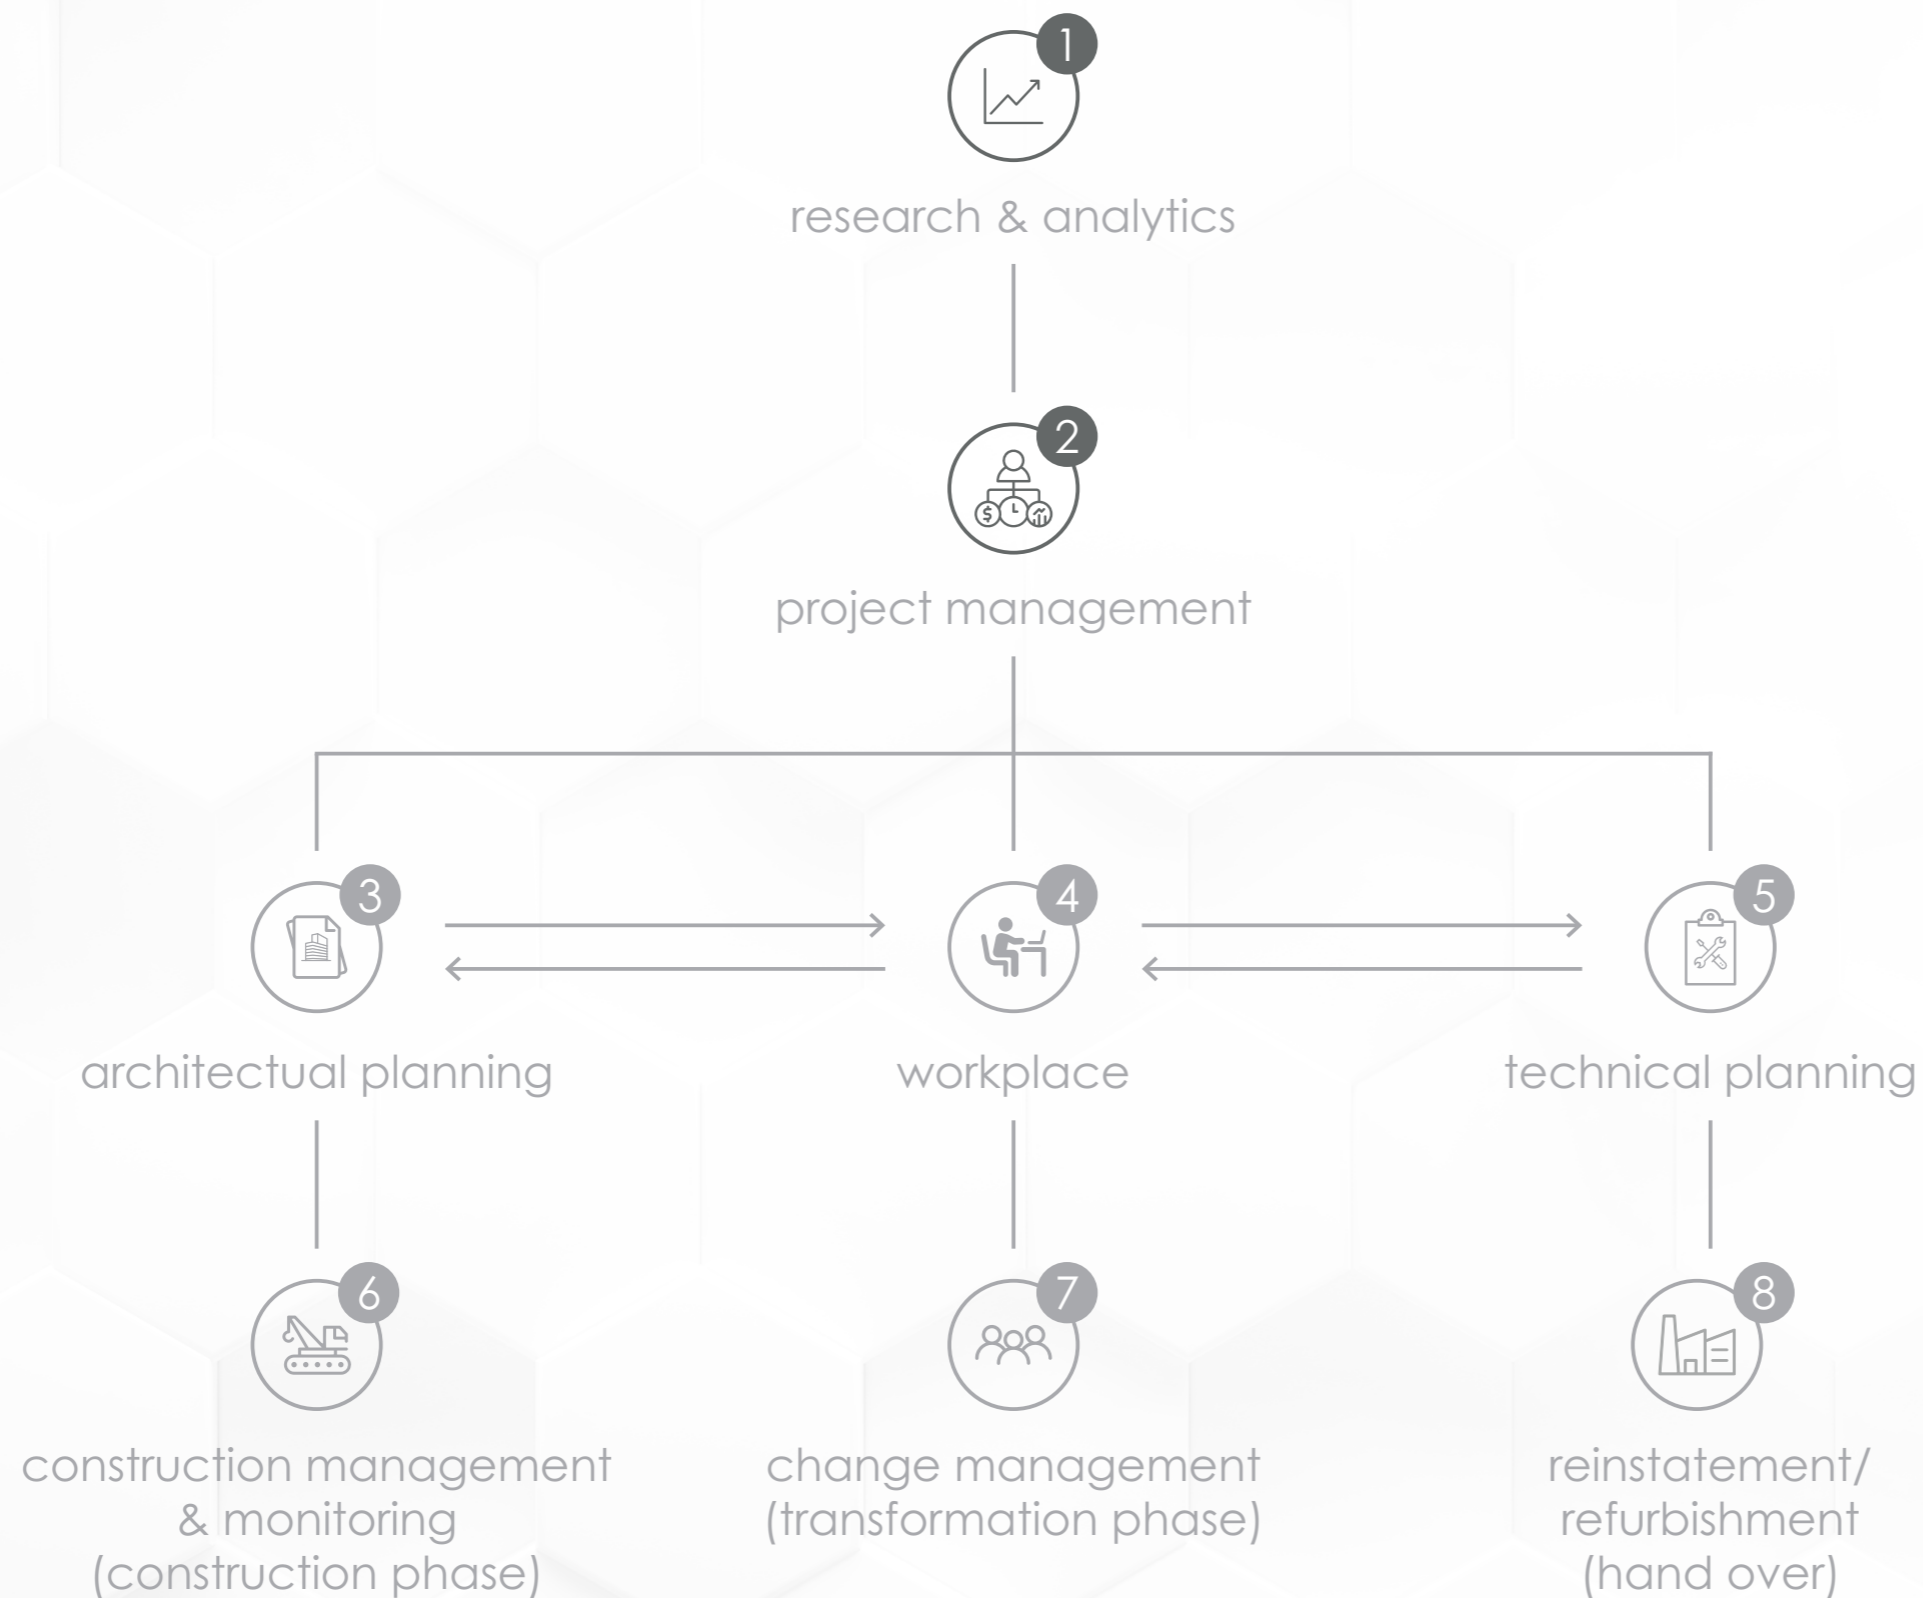 1
research & analytics
2
$
project management
3
4
5
architectual planning
workplace
technical planning
6
7
8
construction management
& monitoring
(construction phase)
change management
(transformation phase)
reinstatement/
refurbishment
(hand over)